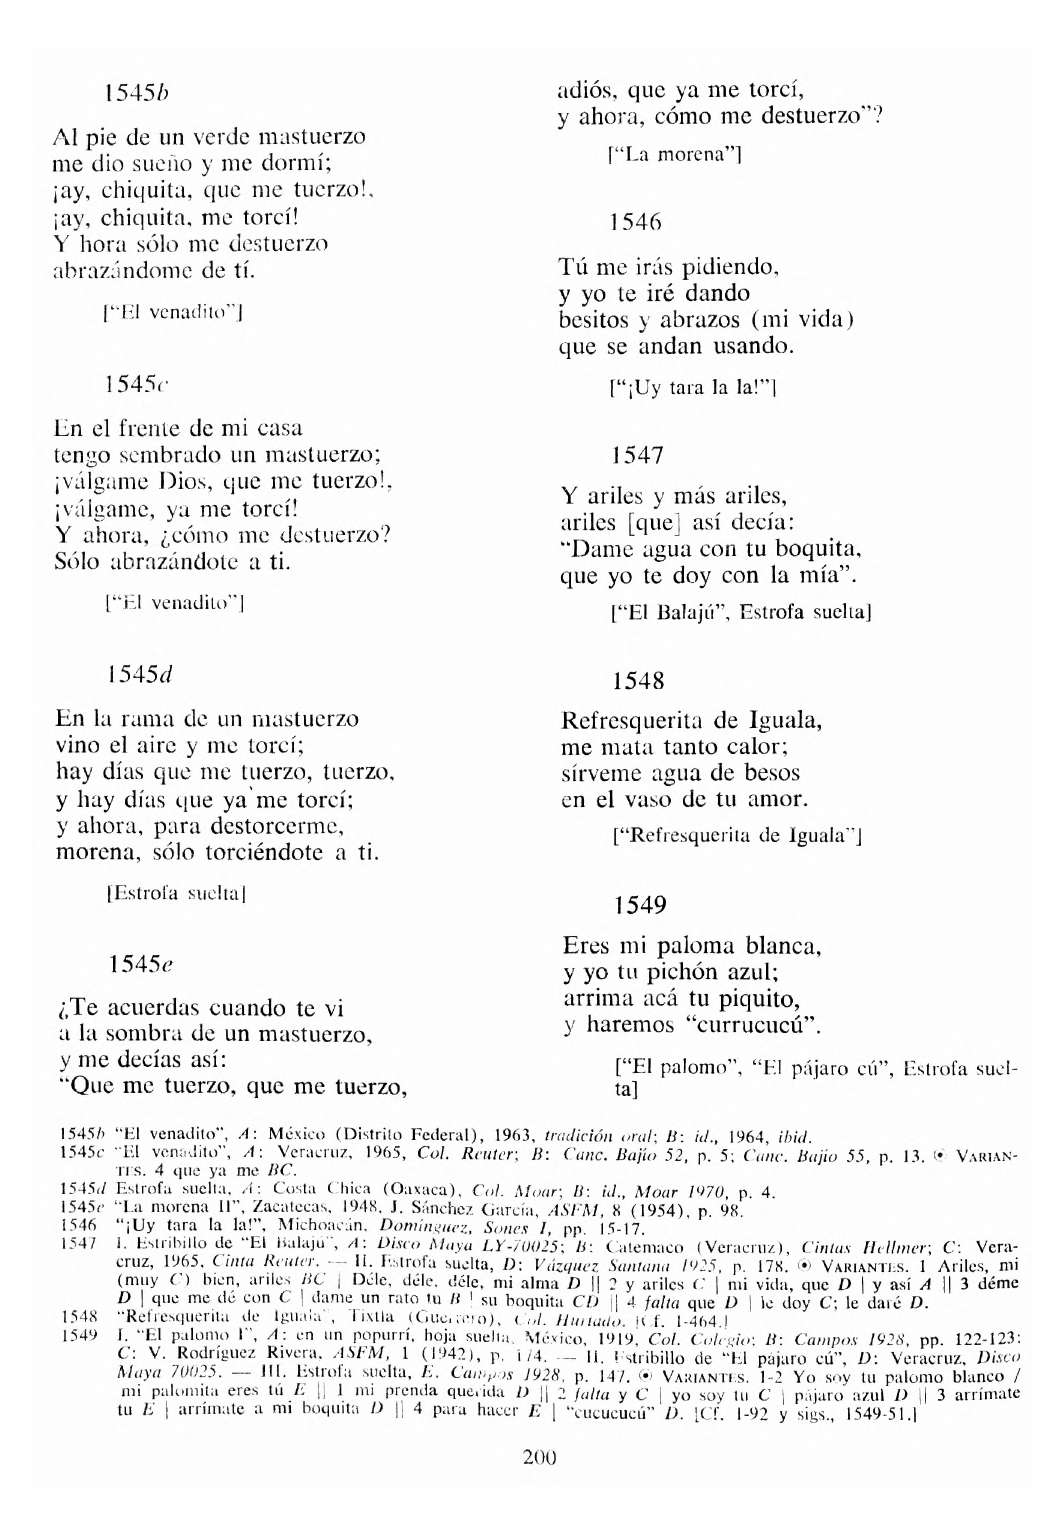 1545b
Al pie de un verde mastuerzo
me dio sueño y me dormí;
¡ay, chiquita, que me tuerzo!,
¡ay, chiquita, me torcí!
Y hora sólo me destuerzo
abrazándome de tí.
["El venadito"]
1545c
En el frente de mi casa
tengo sembrado un mastuerzo;
¡válgame Dios, que me tuerzo!,
¡válgame, ya me torcí!
Y ahora, ¿cómo me destuerzo?
Sólo abrazándote a ti.
["El venadito"]
1545d
En la rama de un mastuerzo
vino el aire y me torcí;
hay días que me tuerzo, tuerzo,
y hay días que ya me torcí;
y ahora, para destorcerme,
morena, sólo torciéndote a ti.
[Estrofa suelta]
1545e
¿Te acuerdas cuando te vi
a la sombra de un mastuerzo,
y me decías así:
"Que me tuerzo, que me tuerzo,
adiós, que ya me torcí,
y ahora, cómo me destuerzo"?
["La morena"]
1546
Tú me irás pidiendo,
y yo te iré dando
besitos y abrazos (mi vida)
que se andan usando.
["¡Uy tara la la!"]
1547
Y ariles y más ariles,
ariles [que] así decía:
"Dame agua con tu boquita,
que yo te doy con la mía".
["El Balajú", Estrofa suelta]
1548
Refresquerita de Iguala,
me mata tanto calor;
sírveme agua de besos
en el vaso de tu amor.
["Refresquerita de Iguala"]
1549
Eres mi paloma blanca,
y yo tu pichón azul;
arrima acá tu piquito,
y haremos "currucucú".
["El palomo", "El pájaro cú", Estrofa suel-
ta]
1545b "El venadito", A: México (Distrito Federal), 1963, tradición oral; B: id., 1964, ibid.
1545c "El venadito", A: Veracruz, 1965, Col. Reuter; B: Canc. Bajío 52, p. 5; Canc. Bajío 55, p. 13. ⊙ VARIAN-
TES. 4 que ya me BC.
1545d Estrofa suelta, A: Costa Chica (Oaxaca), Col. Moar; B: id., Moar 1970, p. 4.
1545e "La morena II", Zacatecas, 1948, J. Sánchez García, ASFM, 8 (1954), p. 98.
1546 "¡Uy tara la la!", Michoacán, Domínguez, Sones I, pp. 15-17.
1547 I. Estribillo de "El Balajú", A: Disco Maya LY-70025; B: Catemaco (Veracruz), Cintas Hellmer; C: Vera-
cruz, 1965, Cinta Reuter. — II. Estrofa suelta, D: Vázquez Santana 1925, p. 178. ⊙ VARIANTES. 1 Ariles, mi
(muy C) bien, ariles BC | Déle, déle, déle, mi alma D || 2 y ariles C | mi vida, que D | y así A || 3 déme
D | que me dé con C | dame un rato tu B | su boquita CD || 4 falta que D | le doy C; le daré D.
1548 "Refresquerita de Iguala", Tixtla (Guerrero), Col. Hurtado. [Cf. 1-464.]
1549 I. "El palomo I", A: en un popurrí, hoja suelta, México, 1919, Col. Colegio; B: Campos 1928, pp. 122-123;
C: V. Rodríguez Rivera, ASFM, 1 (1942), p. 174. — II. Estribillo de "El pájaro cú", D: Veracruz, Disco
Maya 70025. — III. Estrofa suelta, E. Campos 1928, p. 147. ⊙ VARIANTES. 1-2 Yo soy tu palomo blanco /
mi palomita eres tú E || 1 mi prenda querida D || 2 falta y C | yo soy tu C | pájaro azul D || 3 arrímate
tu E | arrímate a mi boquita D || 4 para hacer E | "cucucucú" D. [Cf. 1-92 y sigs., 1549-51.]
200